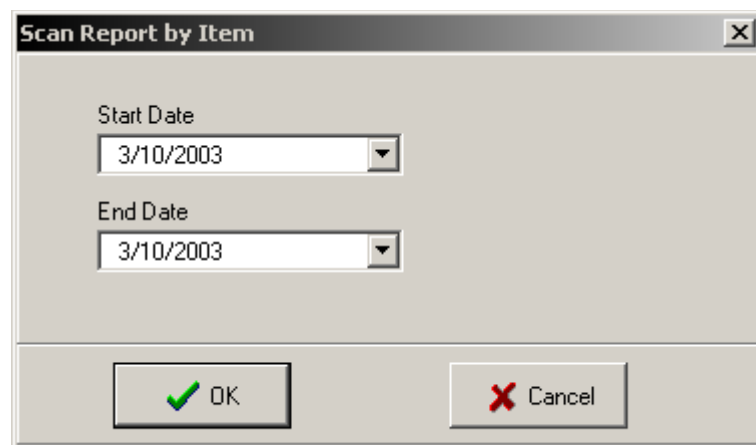 Scan Report by Item
Start Date
3/10/2003
End Date
3/10/2003
OK
Cancel